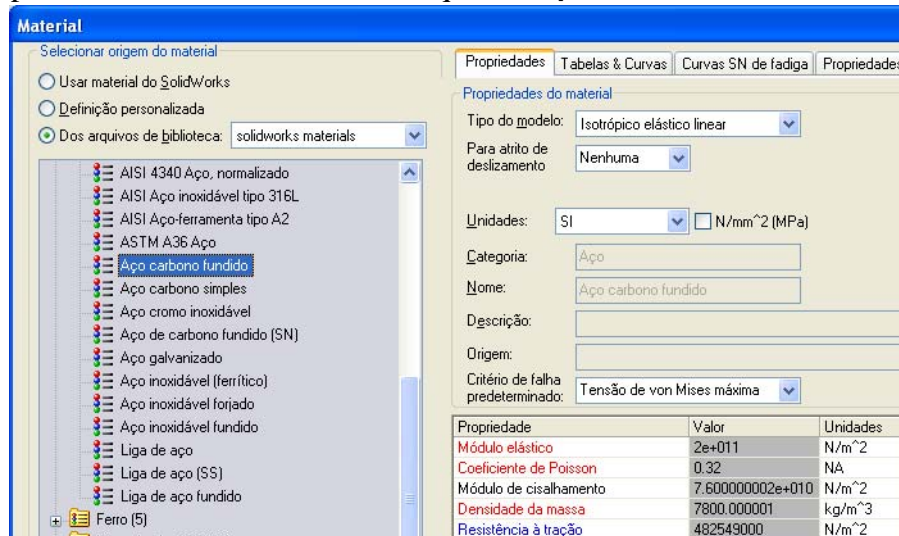 Material
Selecionar origem do material
Usar material do SolidWorks
Definição personalizada
Dos arquivos de biblioteca: solidworks materials
AISI 4340 Aço, normalizado
AISI Aço inoxidável tipo 316L
AISI Aço-ferramenta tipo A2
ASTM A36 Aço
Aço carbono fundido
Aço carbono simples
Aço cromo inoxidável
Aço de carbono fundido (SN)
Aço galvanizado
Aço inoxidável (ferrítico)
Aço inoxidável forjado
Aço inoxidável fundido
Liga de aço
Liga de aço (SS)
Liga de aço fundido
Ferro (5)
Propriedades Tabelas & Curvas Curvas SN de fadiga Propriedades
Propriedades do material
Tipo do modelo: Isotrópico elástico linear
Para atrito de
deslizamento Nenhuma
Unidades: SI N/mm^2 (MPa)
Categoria: Aço
Nome: Aço carbono fundido
Descrição:
Origem:
Critério de falha
predeterminado: Tensão de von Mises máxima
Propriedade Valor Unidades
Módulo elástico 2e+011 N/m^2
Coeficiente de Poisson 0.32 NA
Módulo de cisalhamento 7.600000002e+010 N/m^2
Densidade da massa 7800.000001 kg/m^3
Resistência à tração 482549000 N/m^2